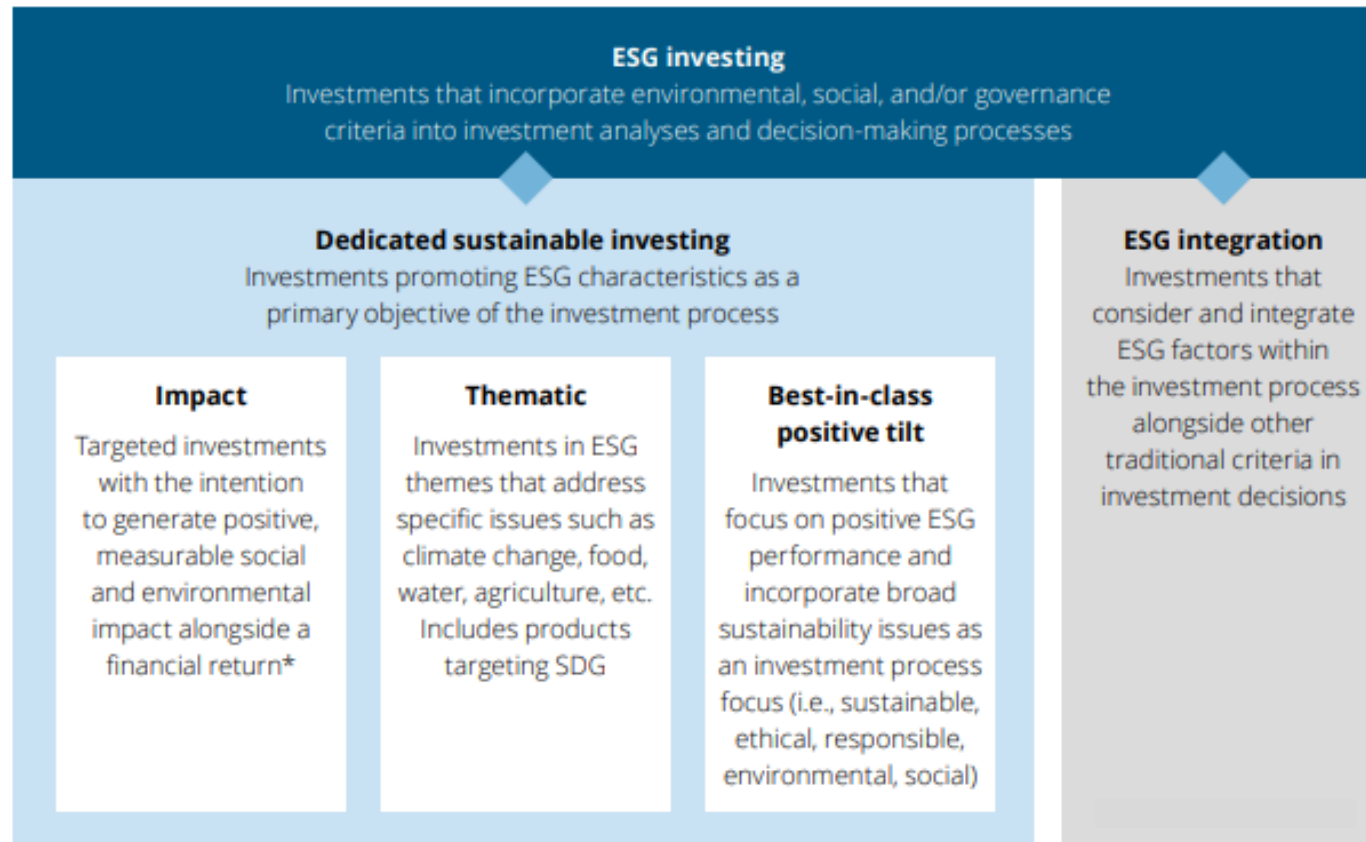 ESG investing
Investments that incorporate environmental, social, and/or governance
criteria into investment analyses and decision-making processes
Dedicated sustainable investing
Investments promoting ESG characteristics as a
primary objective of the investment process
Impact
Targeted investments
with the intention
to generate positive,
measurable social
and environmental
impact alongside a
financial return*
Thematic
Investments in ESG
themes that address
specific issues such as
climate change, food,
water, agriculture, etc.
Includes products
targeting SDG
Best-in-class
positive tilt
Investments that
focus on positive ESG
performance and
incorporate broad
sustainability issues as
an investment process
focus (i.e., sustainable,
ethical, responsible,
environmental, social)
ESG integration
Investments that
consider and integrate
ESG factors within
the investment process
alongside other
traditional criteria in
investment decisions